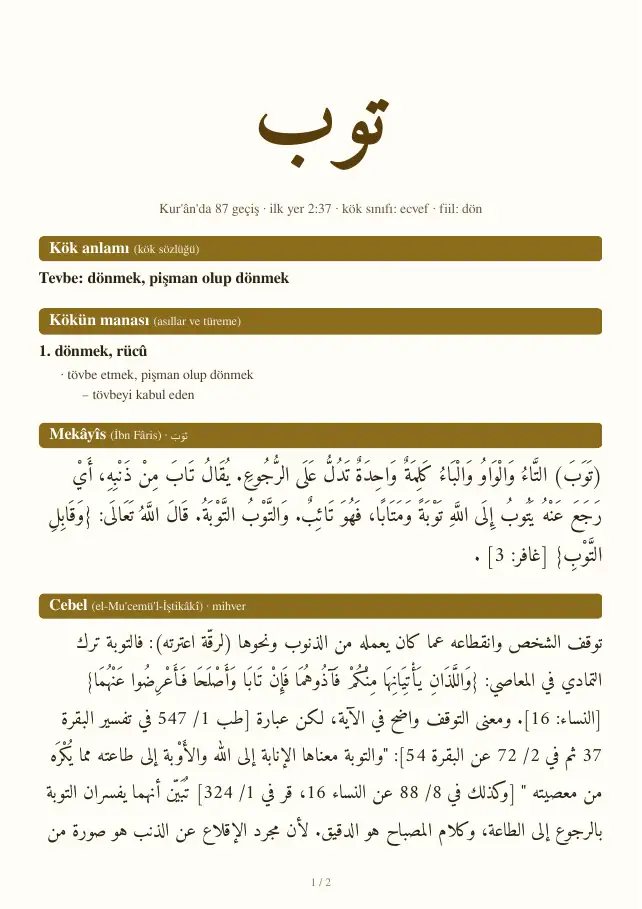 توب
Kur'ân'da 87 geçiş · ilk yer 2:37 · kök sınıfı: ecvef · fiil: dön
Kök anlamı (kök sözlüğü)
Tevbe: dönmek, pişman olup dönmek
Kökün manası (asıllar ve türeme)
1. dönmek, rücû
· tövbe etmek, pişman olup dönmek
– tövbeyi kabul eden
Mekâyîs (İbn Fâris) · تَوَبَ
(تَوَبَ) التَّاءُ وَالْوَاوُ وَالْبَاءُ كَلِمَةٌ وَاحِدَةٌ تَدُلُّ عَلَى الرُّجُوعِ. يُقَالُ تَابَ مِنْ ذَنْبِهِ، أَيْ
رَجَعَ عَنْهُ يَتُوبُ إِلَى اللَّهِ تَوْبَةً وَمَتَابًا، فَهُوَ تَائِبٌ. وَالتَّوْبُ التَّوْبَةُ. قَالَ اللَّهُ تَعَالَى: {وَقَابِلِ
التَّوْبِ} [غافر: 3] .
Cebel (el-Mu'cemü'l-İştikâkî) · mihver
توقف الشخص وانقطاعه عما كان يعمله من الذنوب ونحوها (لرقّة اعترته): فالتوبة ترك
التمادي في المعاصي: {وَاللَّذَانِ يَأْتِيَانِهَا مِنْكُمْ فَآذُوهُمَا فَإِنْ تَابَا وَأَصْلَحَا فَأَعْرِضُوا عَنْهُمَا}
[النساء: 16]. ومعنى التوقف واضح في الآية، لكن عبارة [طب 1/ 547 في تفسير البقرة
37 ثم في 2/ 72 عن البقرة 54]: "والتوبة معناها الإنابة إلى الله والأَوْبة إلى طاعته مما يُكْرَه
من معصيته " [وكذلك في 8/ 88 عن النساء 16، قر في 1/ 324] تُبَيّن أنهما يفسران التوبة
بالرجوع إلى الطاعة، وكلام المصباح هو الدقيق. لأن مجرد الإقلاع عن الذنب هو صورة من
1 / 2